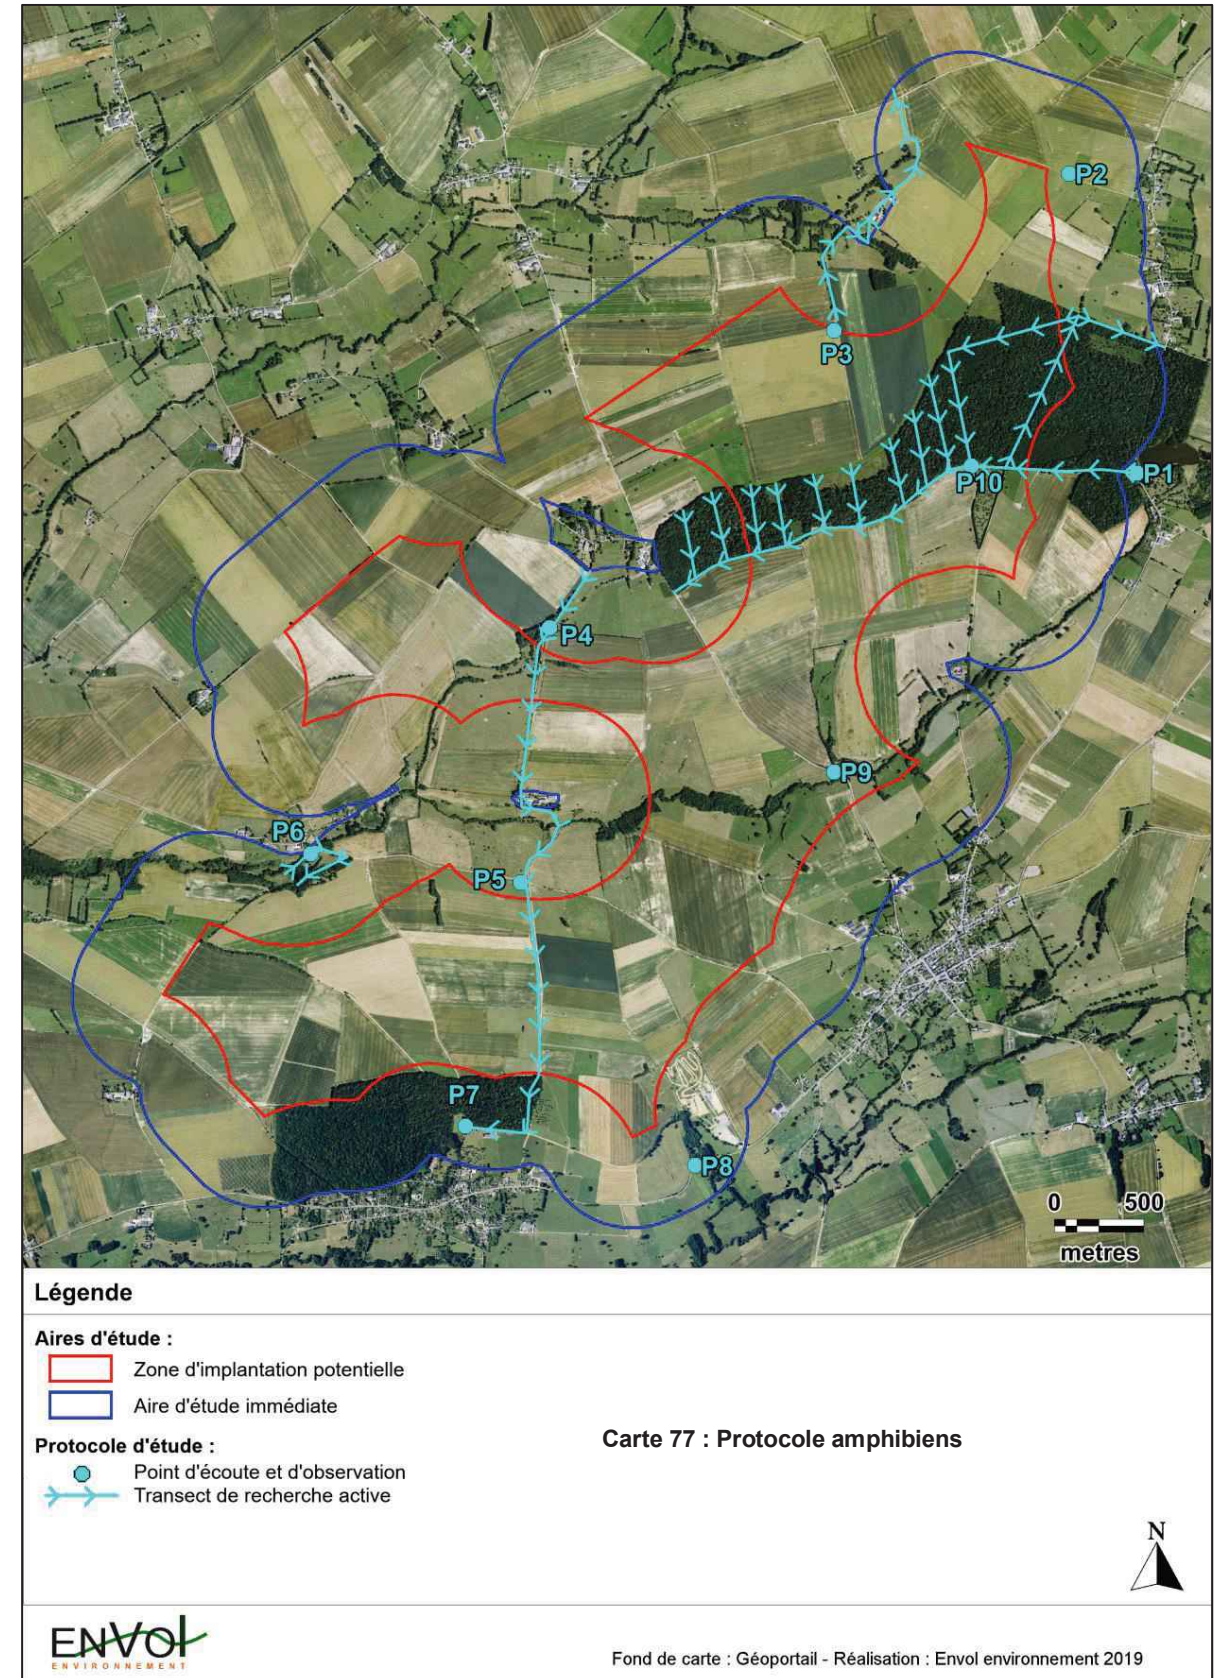 P2
P3
P10
P1
P4
P9
P6
P5
P7
P8
0 500
metres
Légende
Aires d'étude :
Zone d'implantation potentielle
Aire d'étude immédiate
Protocole d'étude :
Point d'écoute et d'observation
Transect de recherche active
Carte 77 : Protocole amphibiens
N
ENVOl
ENVIRONNEMENT
Fond de carte : Géoportail - Réalisation : Envol environnement 2019